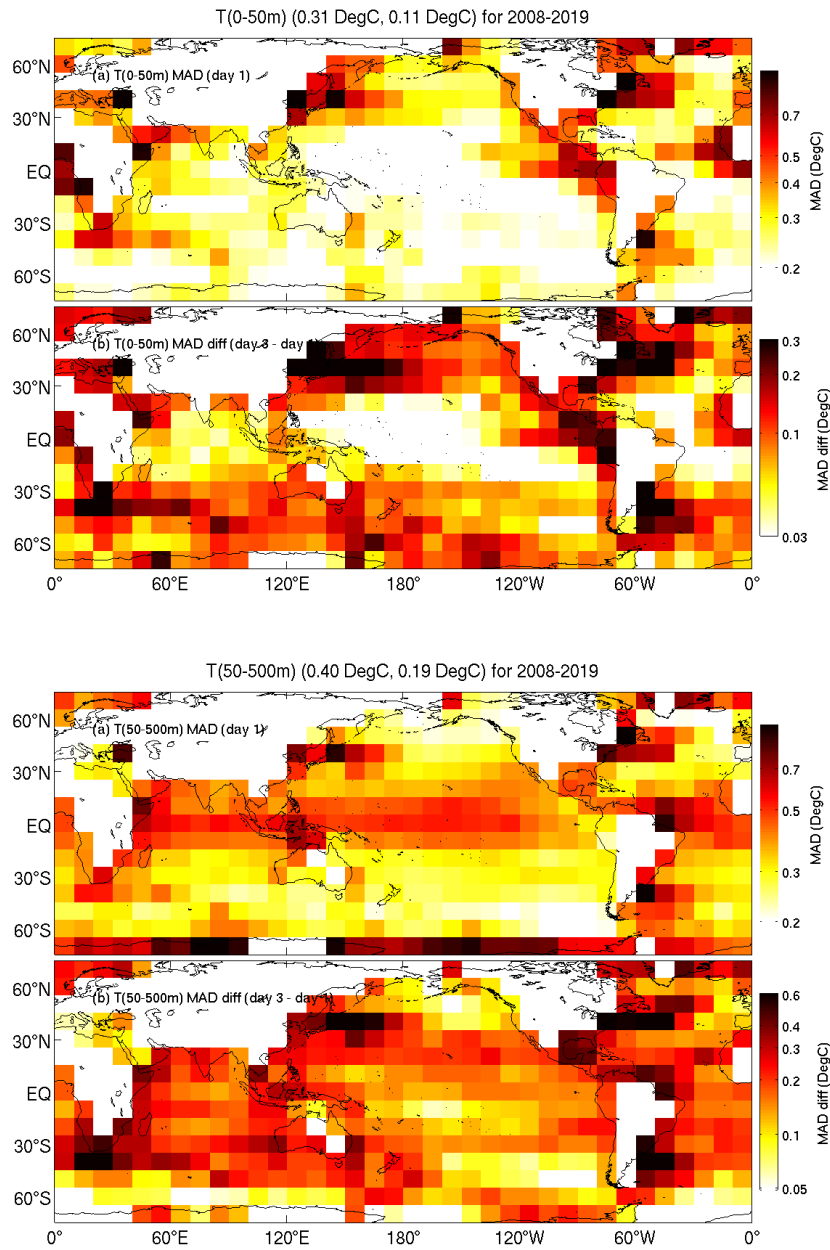 T(0-50m) (0.31 DegC, 0.11 DegC) for 2008-2019
(a) T(0-50m) MAD (day 1)
60°N
30°N
EQ
30°S
60°S
0.7
0.5
0.4
0.3
0.2
MAD (DegC)
(b) T(0-50m) MAD diff (day 3 - day 1)
60°N
30°N
EQ
30°S
60°S
0.3
0.2
0.1
0.03
MAD diff (DegC)
0° 60°E 120°E 180° 120°W 60°W 0°
T(50-500m) (0.40 DegC, 0.19 DegC) for 2008-2019
(a) T(50-500m) MAD (day 1)
60°N
30°N
EQ
30°S
60°S
0.7
0.5
0.4
0.3
0.2
MAD (DegC)
(b) T(50-500m) MAD diff (day 3 - day 1)
60°N
30°N
EQ
30°S
60°S
0.6
0.4
0.3
0.2
0.1
0.05
MAD diff (DegC)
0° 60°E 120°E 180° 120°W 60°W 0°